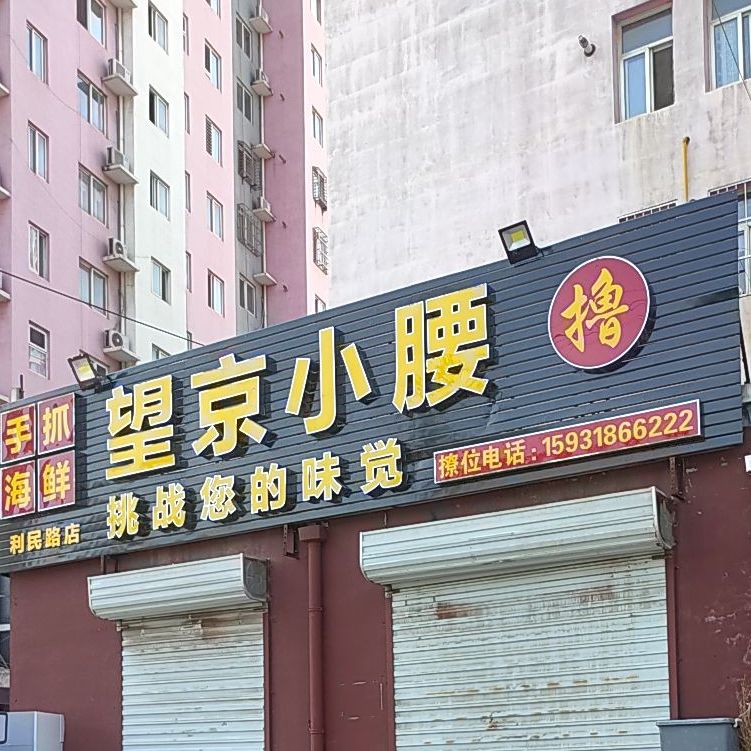 手抓
海鲜
利民路店
望京小腰
挑战您的味觉
撸
撩位电话:15931866222